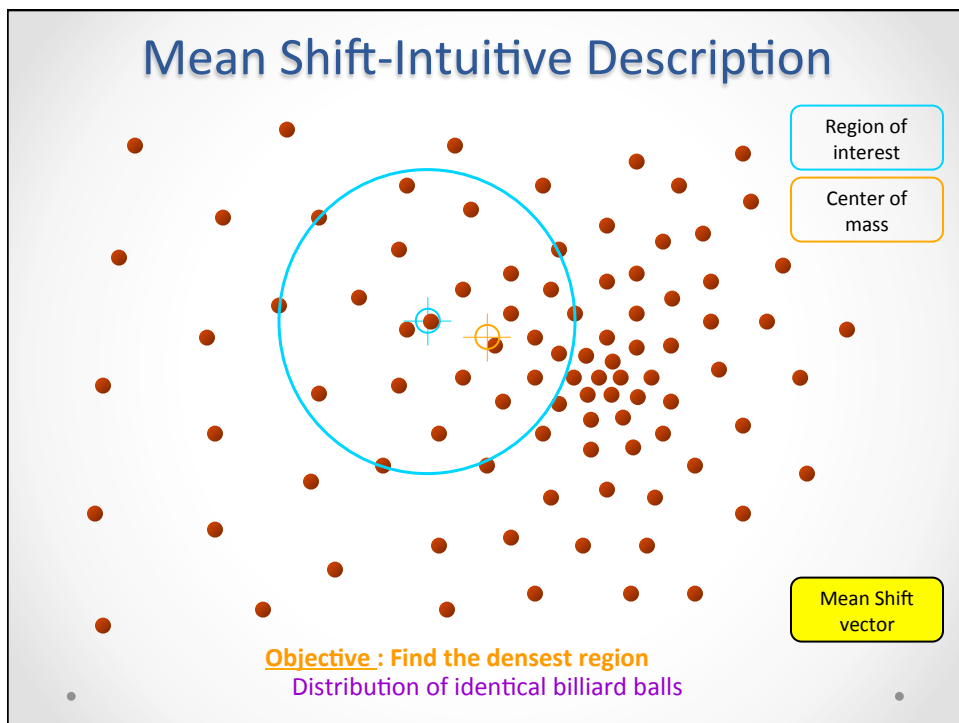 Mean Shift-Intuitive Description
Region of
interest
Center of
mass
Mean Shift
vector
Objective : Find the densest region
Distribution of identical billiard balls